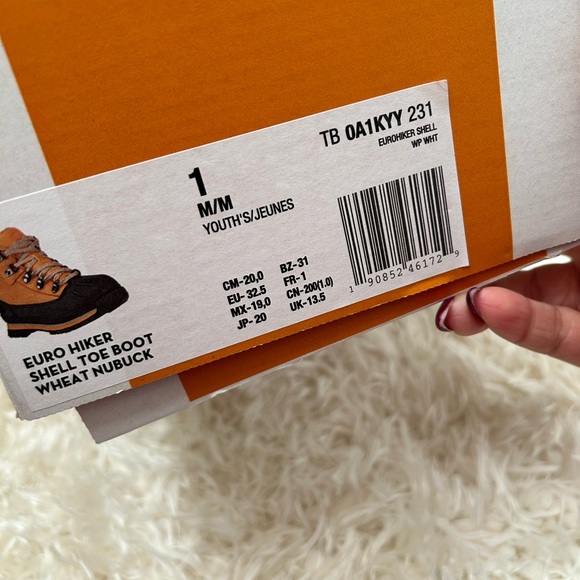 TB 0A1KYY 231
EUROHIKER SHELL
WP WHT
1
M/M
YOUTH'S/JEUNES
CM-20,0 BZ-31
EU- 32.5 FR-1
MX-19,0 CN-200(1.0)
JP- 20 UK-13.5
1 90852 46172 9
EURO HIKER
SHELL TOE BOOT
WHEAT NUBUCK